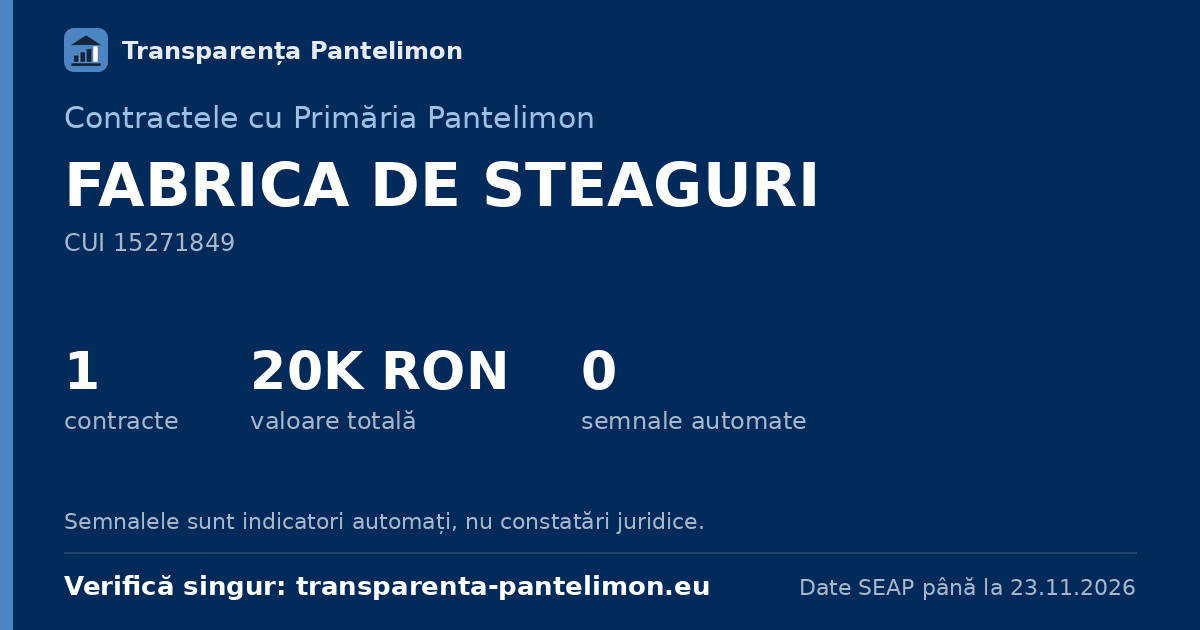 Transparența Pantelimon
Contractele cu Primăria Pantelimon
FABRICA DE STEAGURI
CUI 15271849
1
contracte
20K RON
valoare totală
0
semnale automate
Semnalele sunt indicatori automați, nu constatări juridice.
Verifică singur: transparenta-pantelimon.eu
Date SEAP până la 23.11.2026